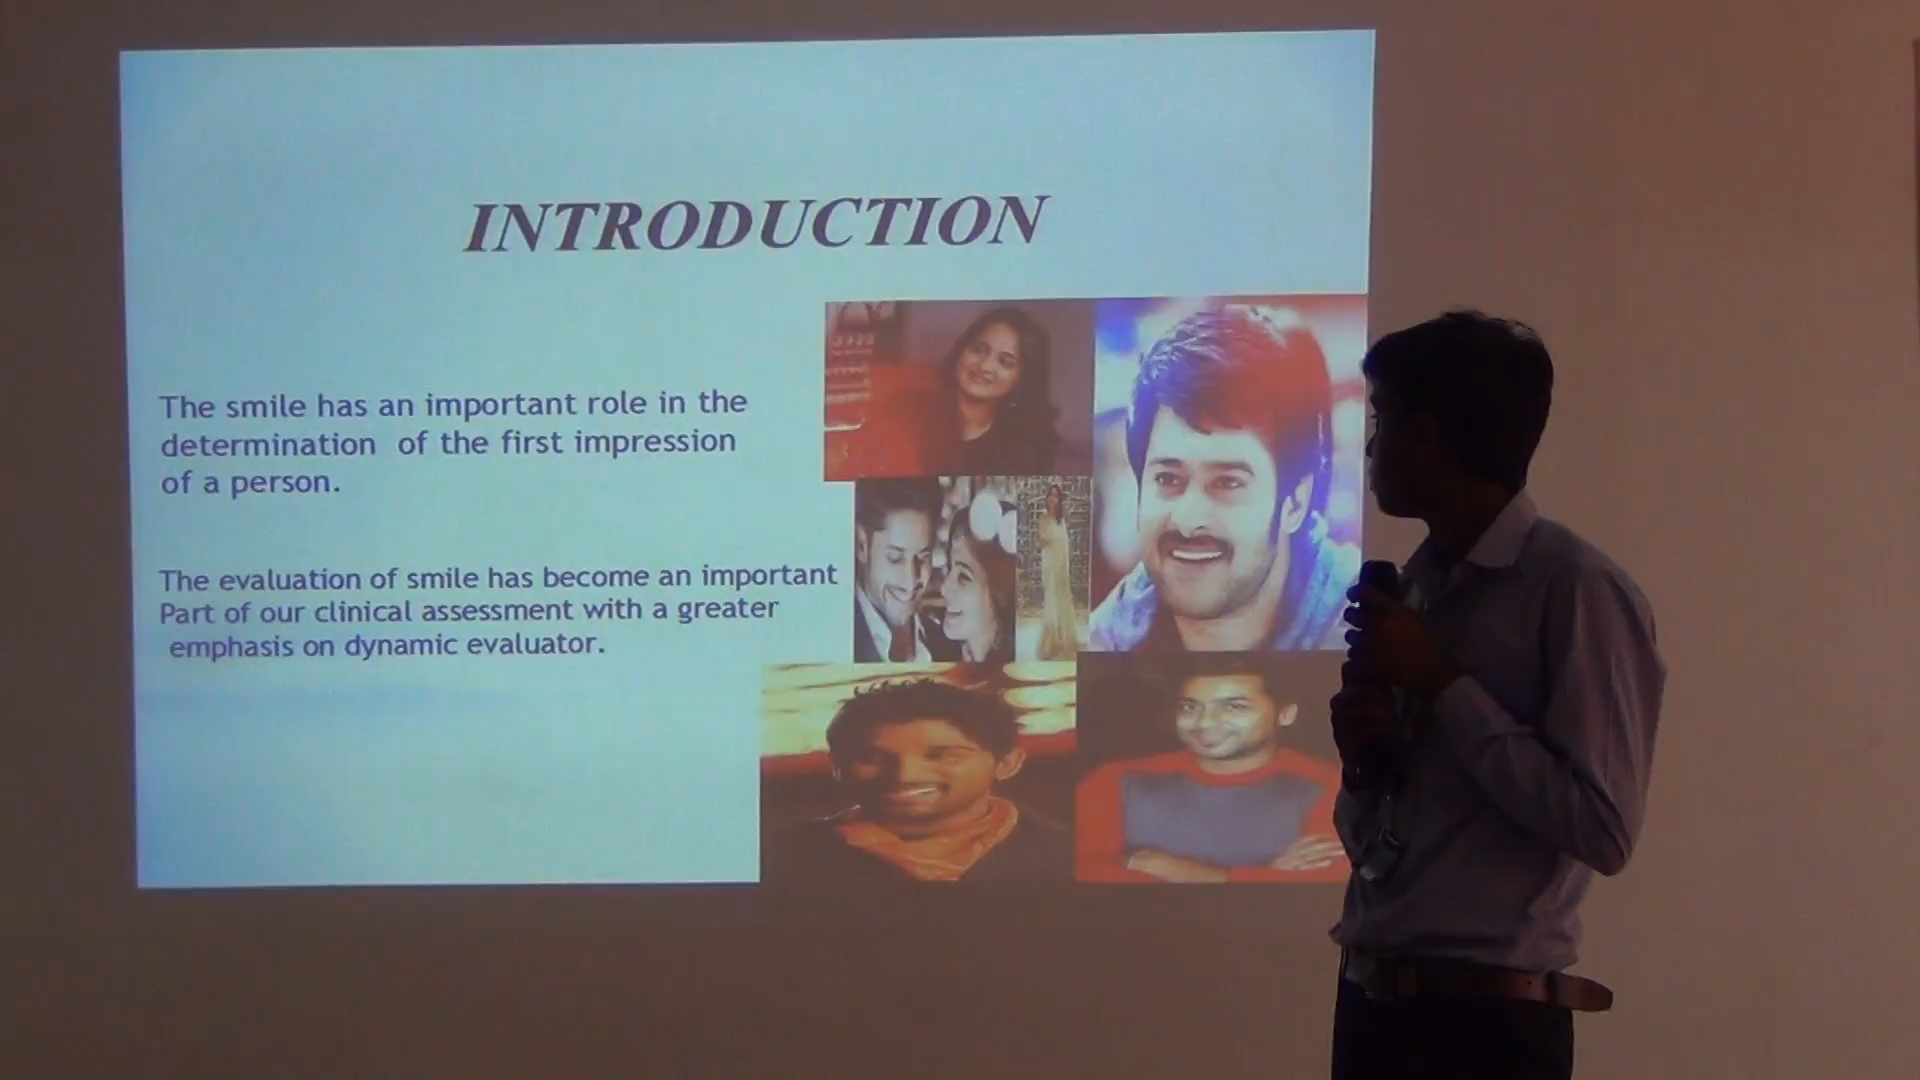 INTRODUCTION
The smile has an important role in the
determination of the first impression
of a person.
The evaluation of smile has become an important
Part of our clinical assessment with a greater
emphasis on dynamic evaluator.